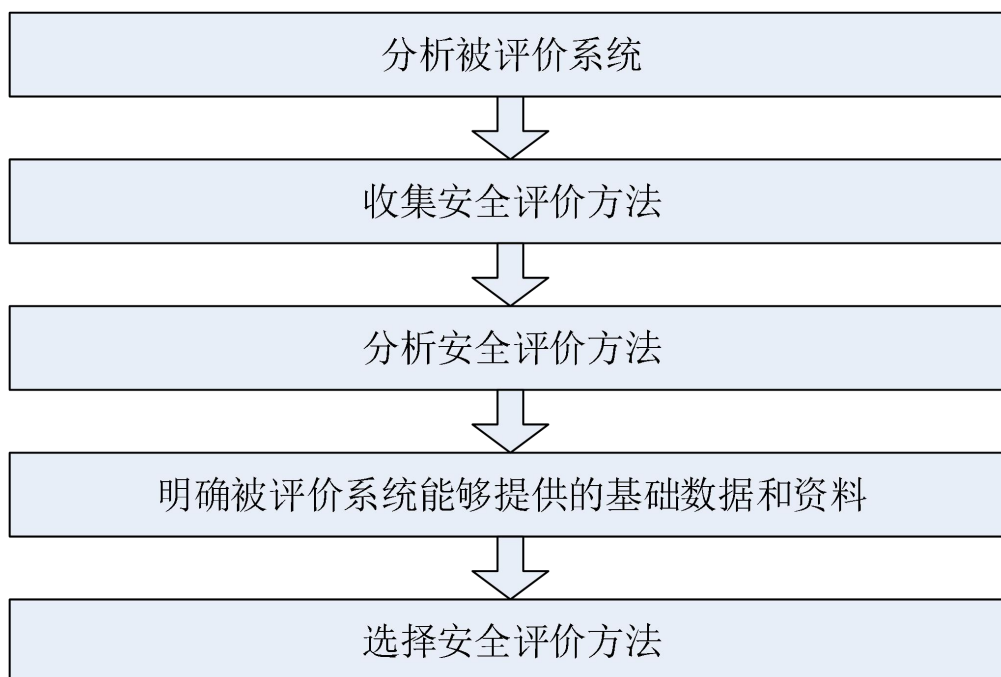 分析被评价系统
收集安全评价方法
分析安全评价方法
明确被评价系统能够提供的基础数据和资料
选择安全评价方法